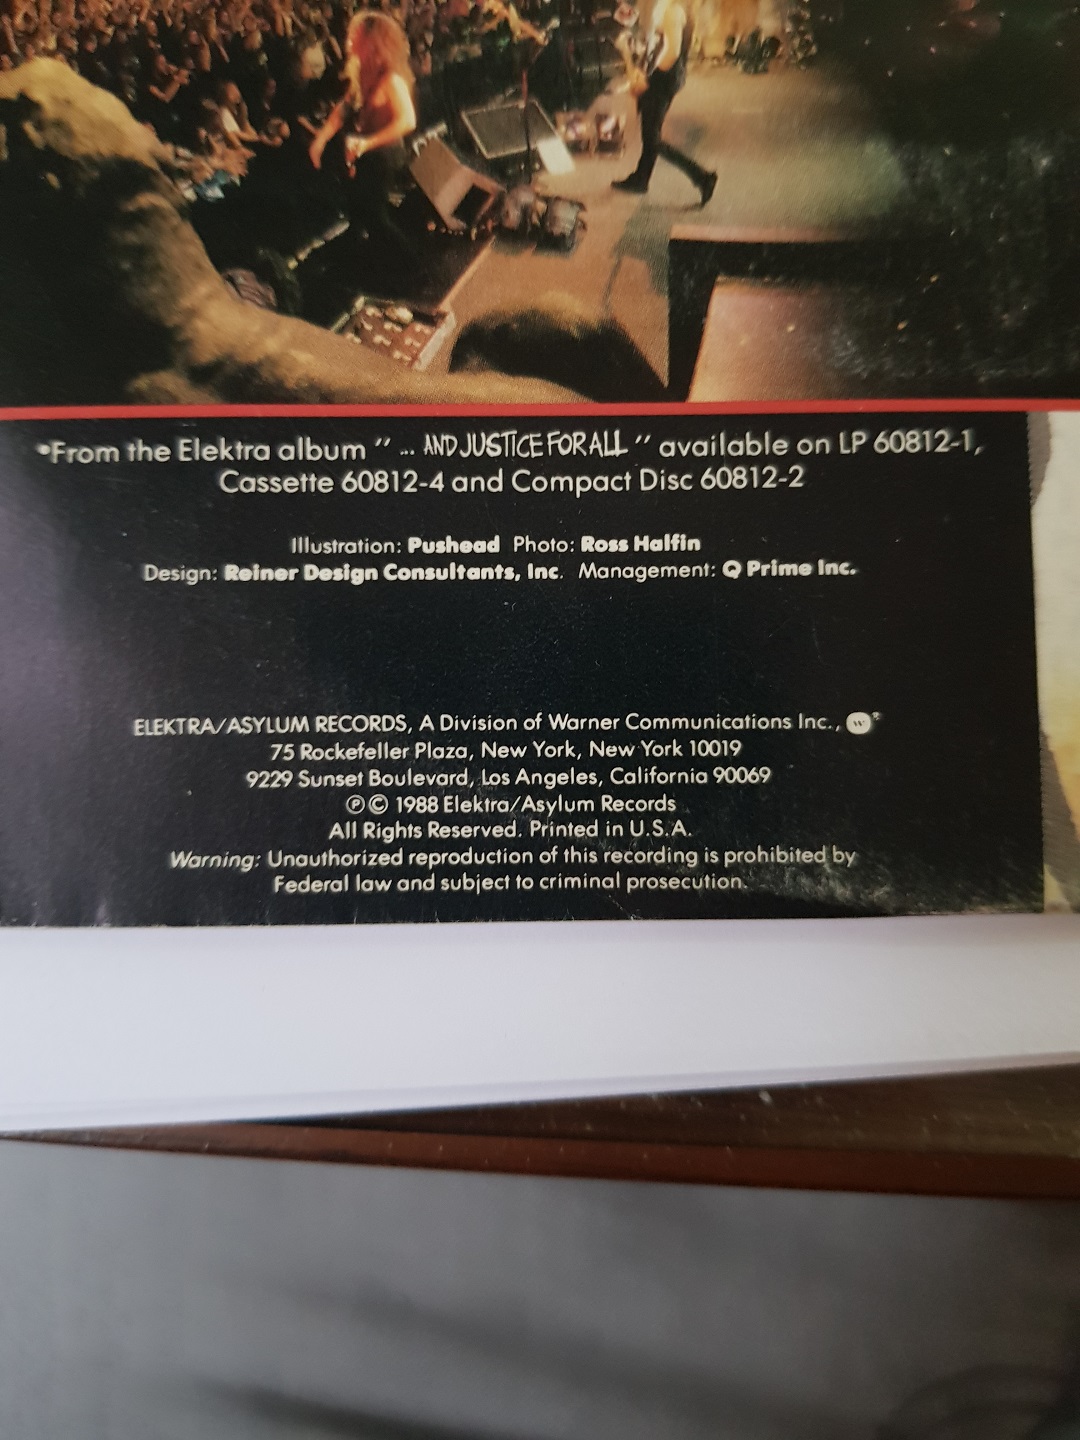 *From the Elektra album "... AND JUSTICE FOR ALL" available on LP 60812-1,
Cassette 60812-4 and Compact Disc 60812-2
Illustration: Pushead Photo: Ross Halfin
Design: Reiner Design Consultants, Inc. Management: Q Prime Inc.
ELEKTRA/ASYLUM RECORDS, A Division of Warner Communications Inc., w®
75 Rockefeller Plaza, New York, New York 10019
9229 Sunset Boulevard, Los Angeles, California 90069
℗© 1988 Elektra/Asylum Records
All Rights Reserved. Printed in U.S.A.
Warning: Unauthorized reproduction of this recording is prohibited by
Federal law and subject to criminal prosecution.